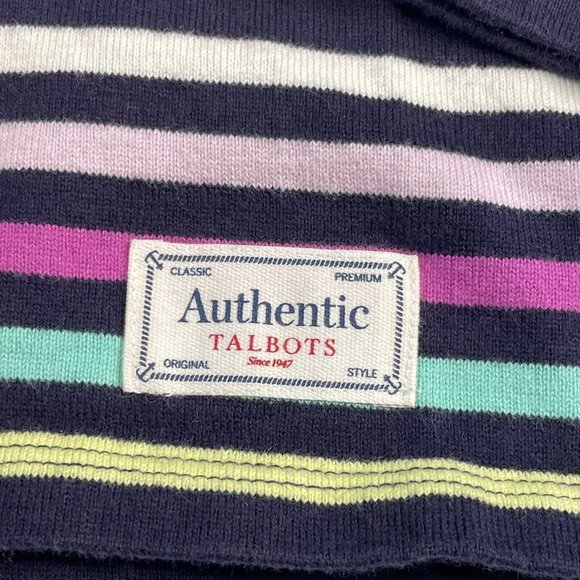 CLASSIC PREMIUM
Authentic
TALBOTS
Since 1947
ORIGINAL STYLE